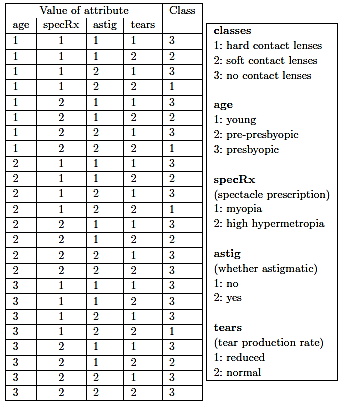 Value of attribute Class
age specRx astig tears
1 1 1 1 3
1 1 1 2 2
1 1 2 1 3
1 1 2 2 1
1 2 1 1 3
1 2 1 2 2
1 2 2 1 3
1 2 2 2 1
2 1 1 1 3
2 1 1 2 2
2 1 2 1 3
2 1 2 2 1
2 2 1 1 3
2 2 1 2 2
2 2 2 1 3
2 2 2 2 3
3 1 1 1 3
3 1 1 2 3
3 1 2 1 3
3 1 2 2 1
3 2 1 1 3
3 2 1 2 2
3 2 2 1 3
3 2 2 2 3
classes
1: hard contact lenses
2: soft contact lenses
3: no contact lenses
age
1: young
2: pre-presbyopic
3: presbyopic
specRx
(spectacle prescription)
1: myopia
2: high hypermetropia
astig
(whether astigmatic)
1: no
2: yes
tears
(tear production rate)
1: reduced
2: normal